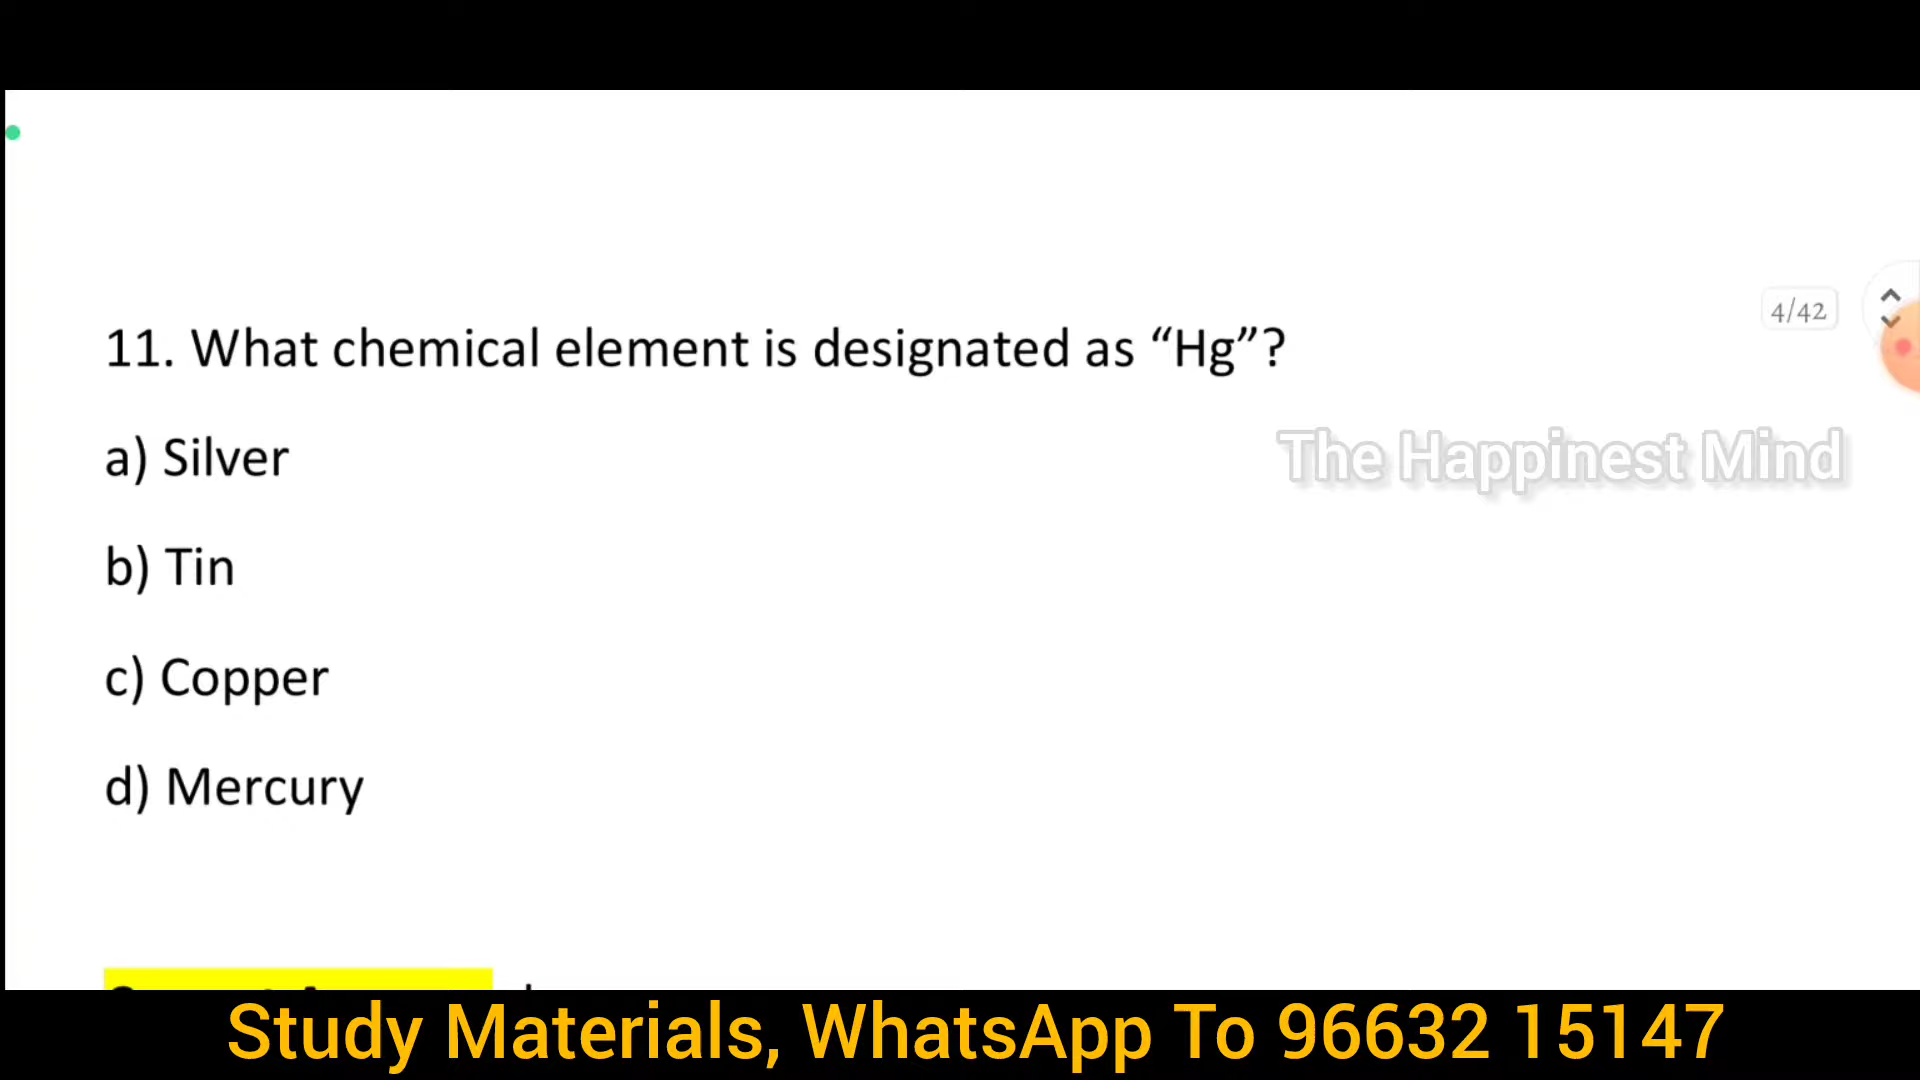 4/42
11. What chemical element is designated as “Hg”?
The Happinest Mind
a) Silver
b) Tin
c) Copper
d) Mercury
Study Materials, WhatsApp To 96632 15147